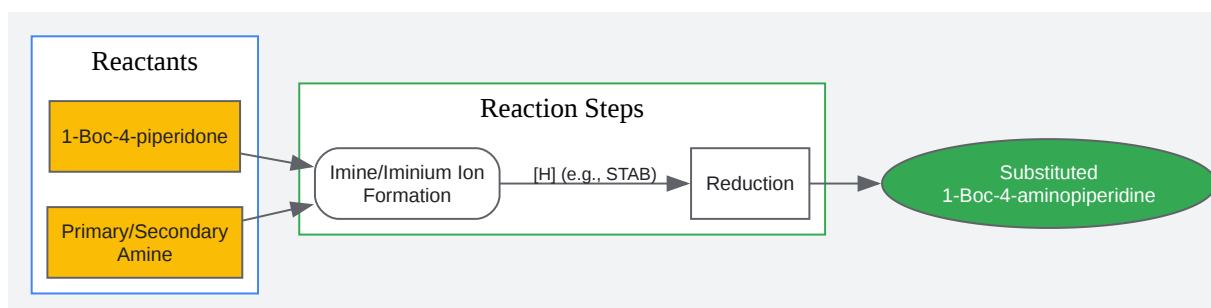 Reactants
1-Boc-4-piperidone
Primary/Secondary
Amine
Reaction Steps
Imine/Iminium Ion
Formation
[H] (e.g., STAB)
Reduction
Substituted
1-Boc-4-aminopiperidine